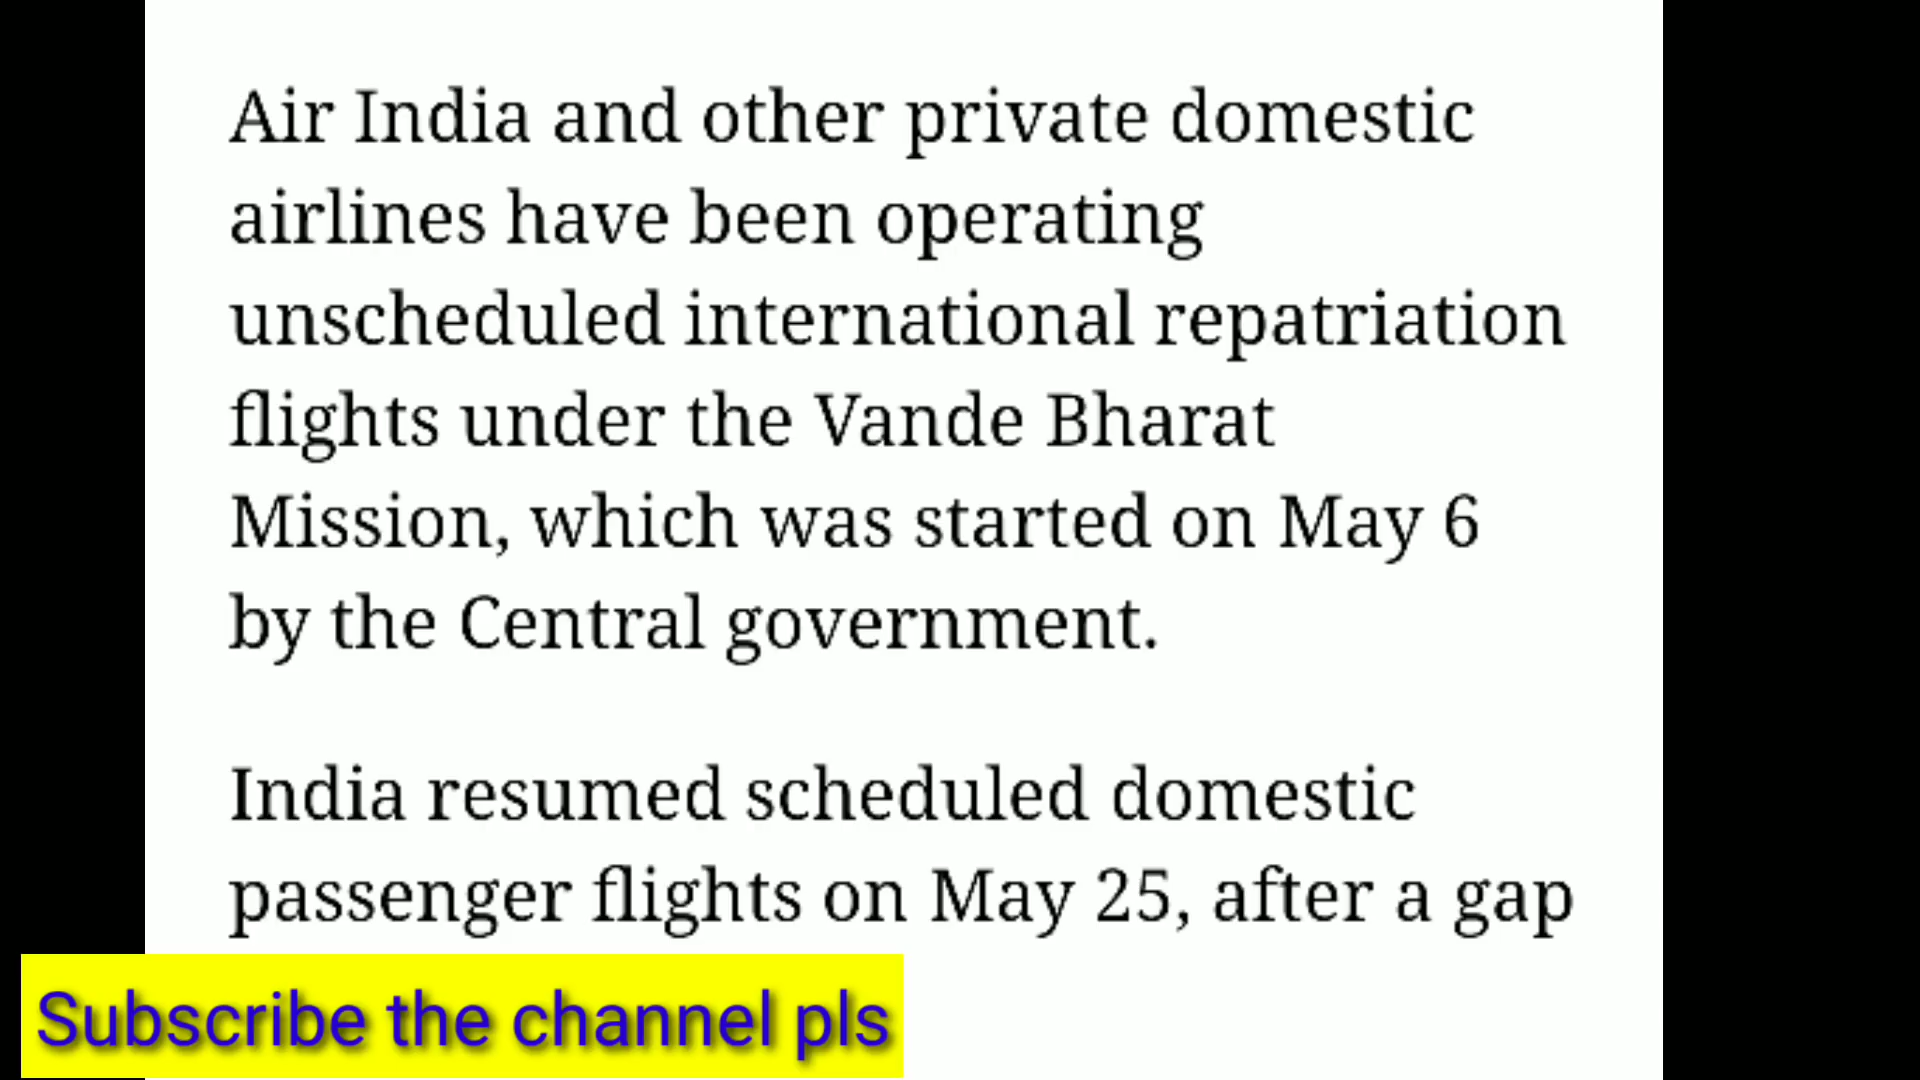 Air India and other private domestic
airlines have been operating
unscheduled international repatriation
flights under the Vande Bharat
Mission, which was started on May 6
by the Central government.
India resumed scheduled domestic
passenger flights on May 25, after a gap
Subscribe the channel pls